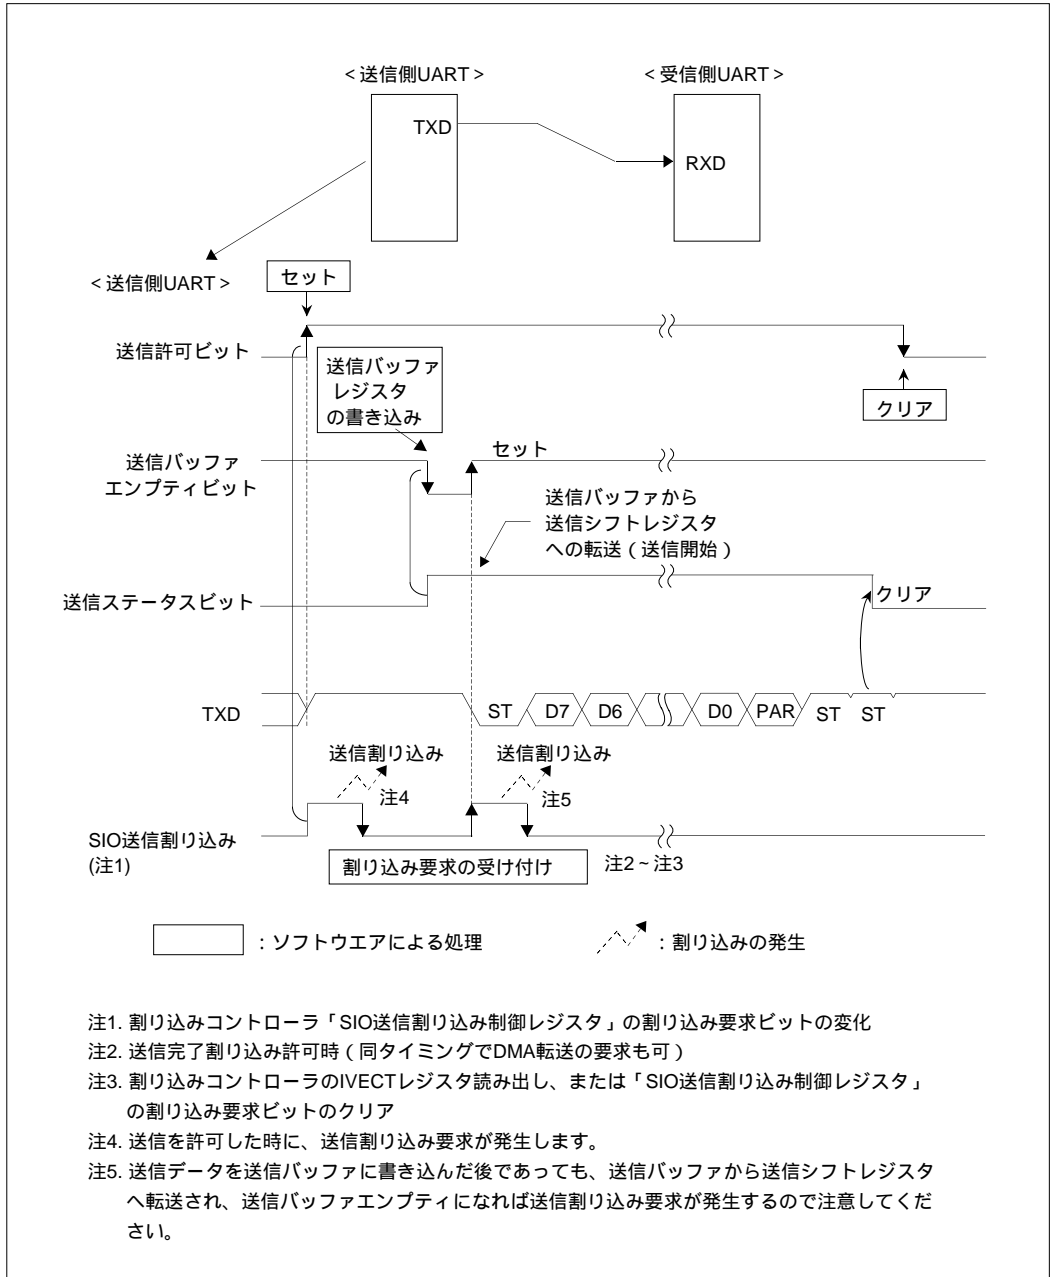 ＜送信側UART＞
＜受信側UART＞
TXD
RXD
＜送信側UART＞
セット
送信許可ビット
送信バッファ
レジスタ
の書き込み
クリア
送信バッファ
エンプティビット
セット
送信バッファから
送信シフトレジスタ
への転送（送信開始）
送信ステータスビット
クリア
TXD
ST D7 D6 D0 PAR ST ST
送信割り込み
注4
送信割り込み
注5
SIO送信割り込み
(注1)
割り込み要求の受け付け
注2～注3
：ソフトウエアによる処理
：割り込みの発生
注1. 割り込みコントローラ「SIO送信割り込み制御レジスタ」の割り込み要求ビットの変化
注2. 送信完了割り込み許可時（同タイミングでDMA転送の要求も可）
注3. 割り込みコントローラのIVECTレジスタ読み出し、または「SIO送信割り込み制御レジスタ」
の割り込み要求ビットのクリア
注4. 送信を許可した時に、送信割り込み要求が発生します。
注5. 送信データを送信バッファに書き込んだ後であっても、送信バッファから送信シフトレジスタ
へ転送され、送信バッファエンプティになれば送信割り込み要求が発生するので注意してくだ
さい。